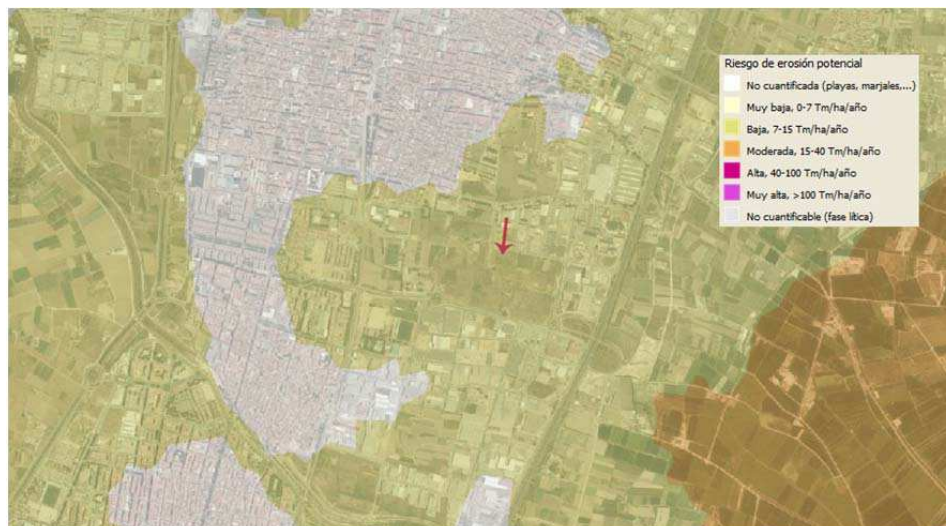 Riesgo de erosión potencial
No cuantificada (playas, marjales,...)
Muy baja, 0-7 Tm/ha/año
Baja, 7-15 Tm/ha/año
Moderada, 15-40 Tm/ha/año
Alta, 40-100 Tm/ha/año
Muy alta, >100 Tm/ha/año
No cuantificable (fase lítica)